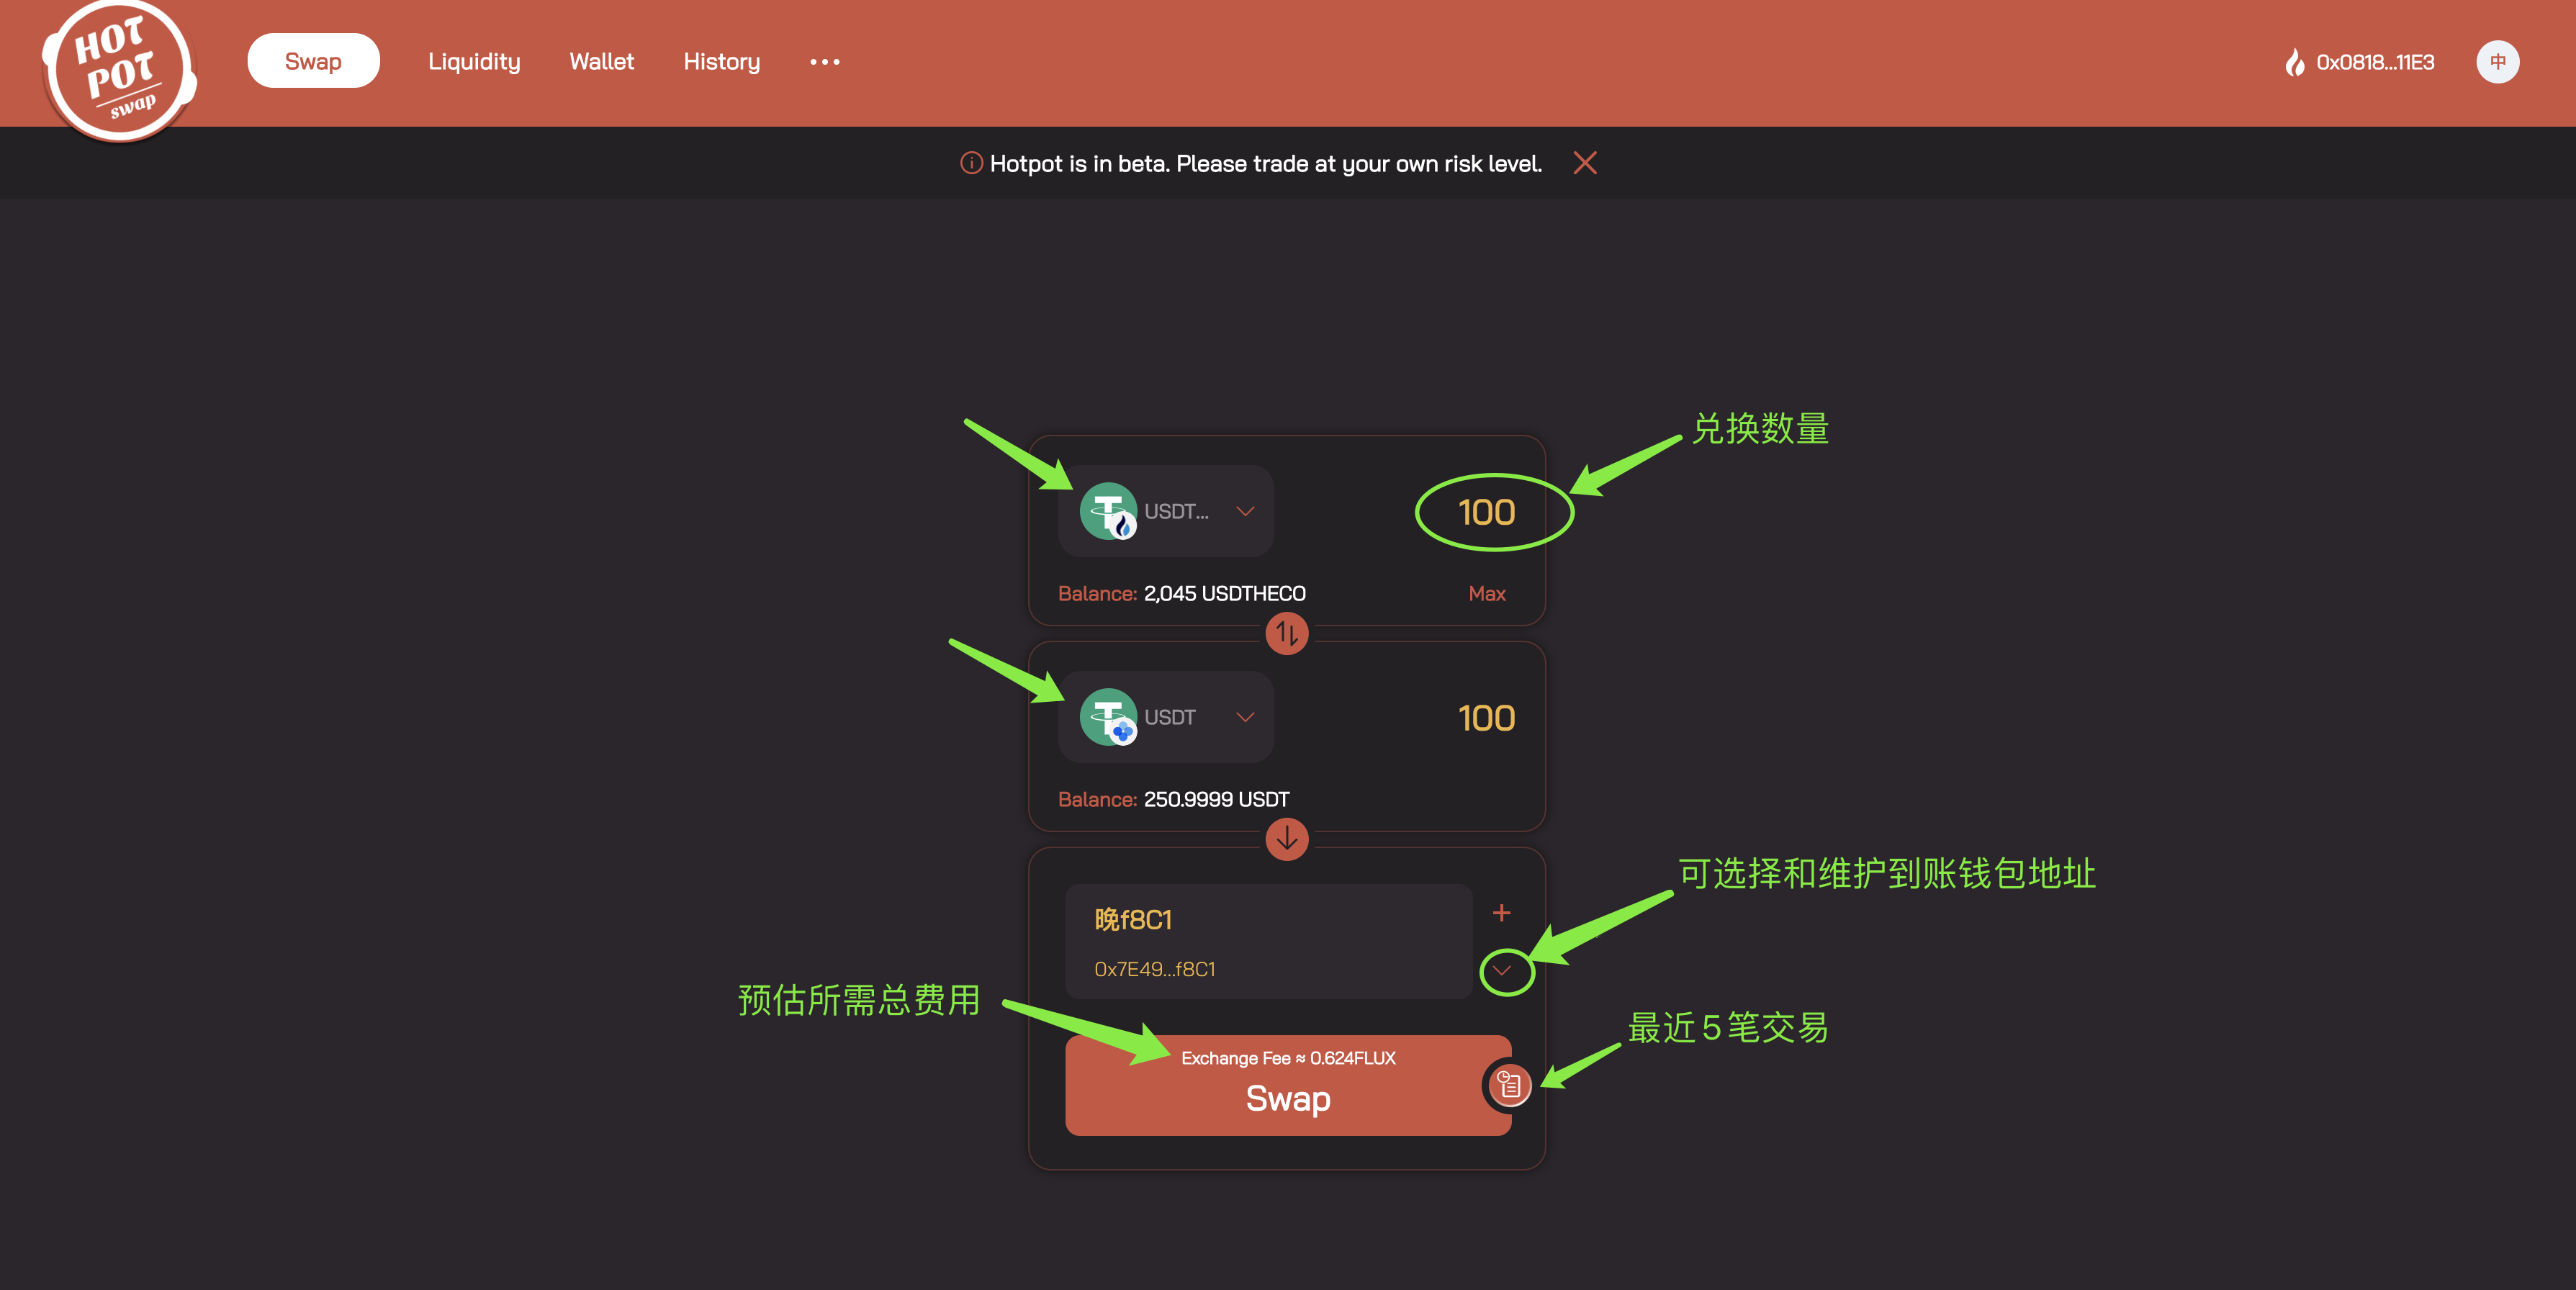 HOT
POT
swap
Swap
Liquidity
Wallet
History
0x0818...11E3
中
Hotpot is in beta. Please trade at your own risk level.
兑换数量
USDT...
100
Balance: 2,045 USDTHECO
Max
USDT
100
Balance: 250.9999 USDT
可选择和维护到账钱包地址
晚f8C1
0x7E49...f8C1
预估所需总费用
最近5笔交易
Exchange Fee ≈ 0.624FLUX
Swap